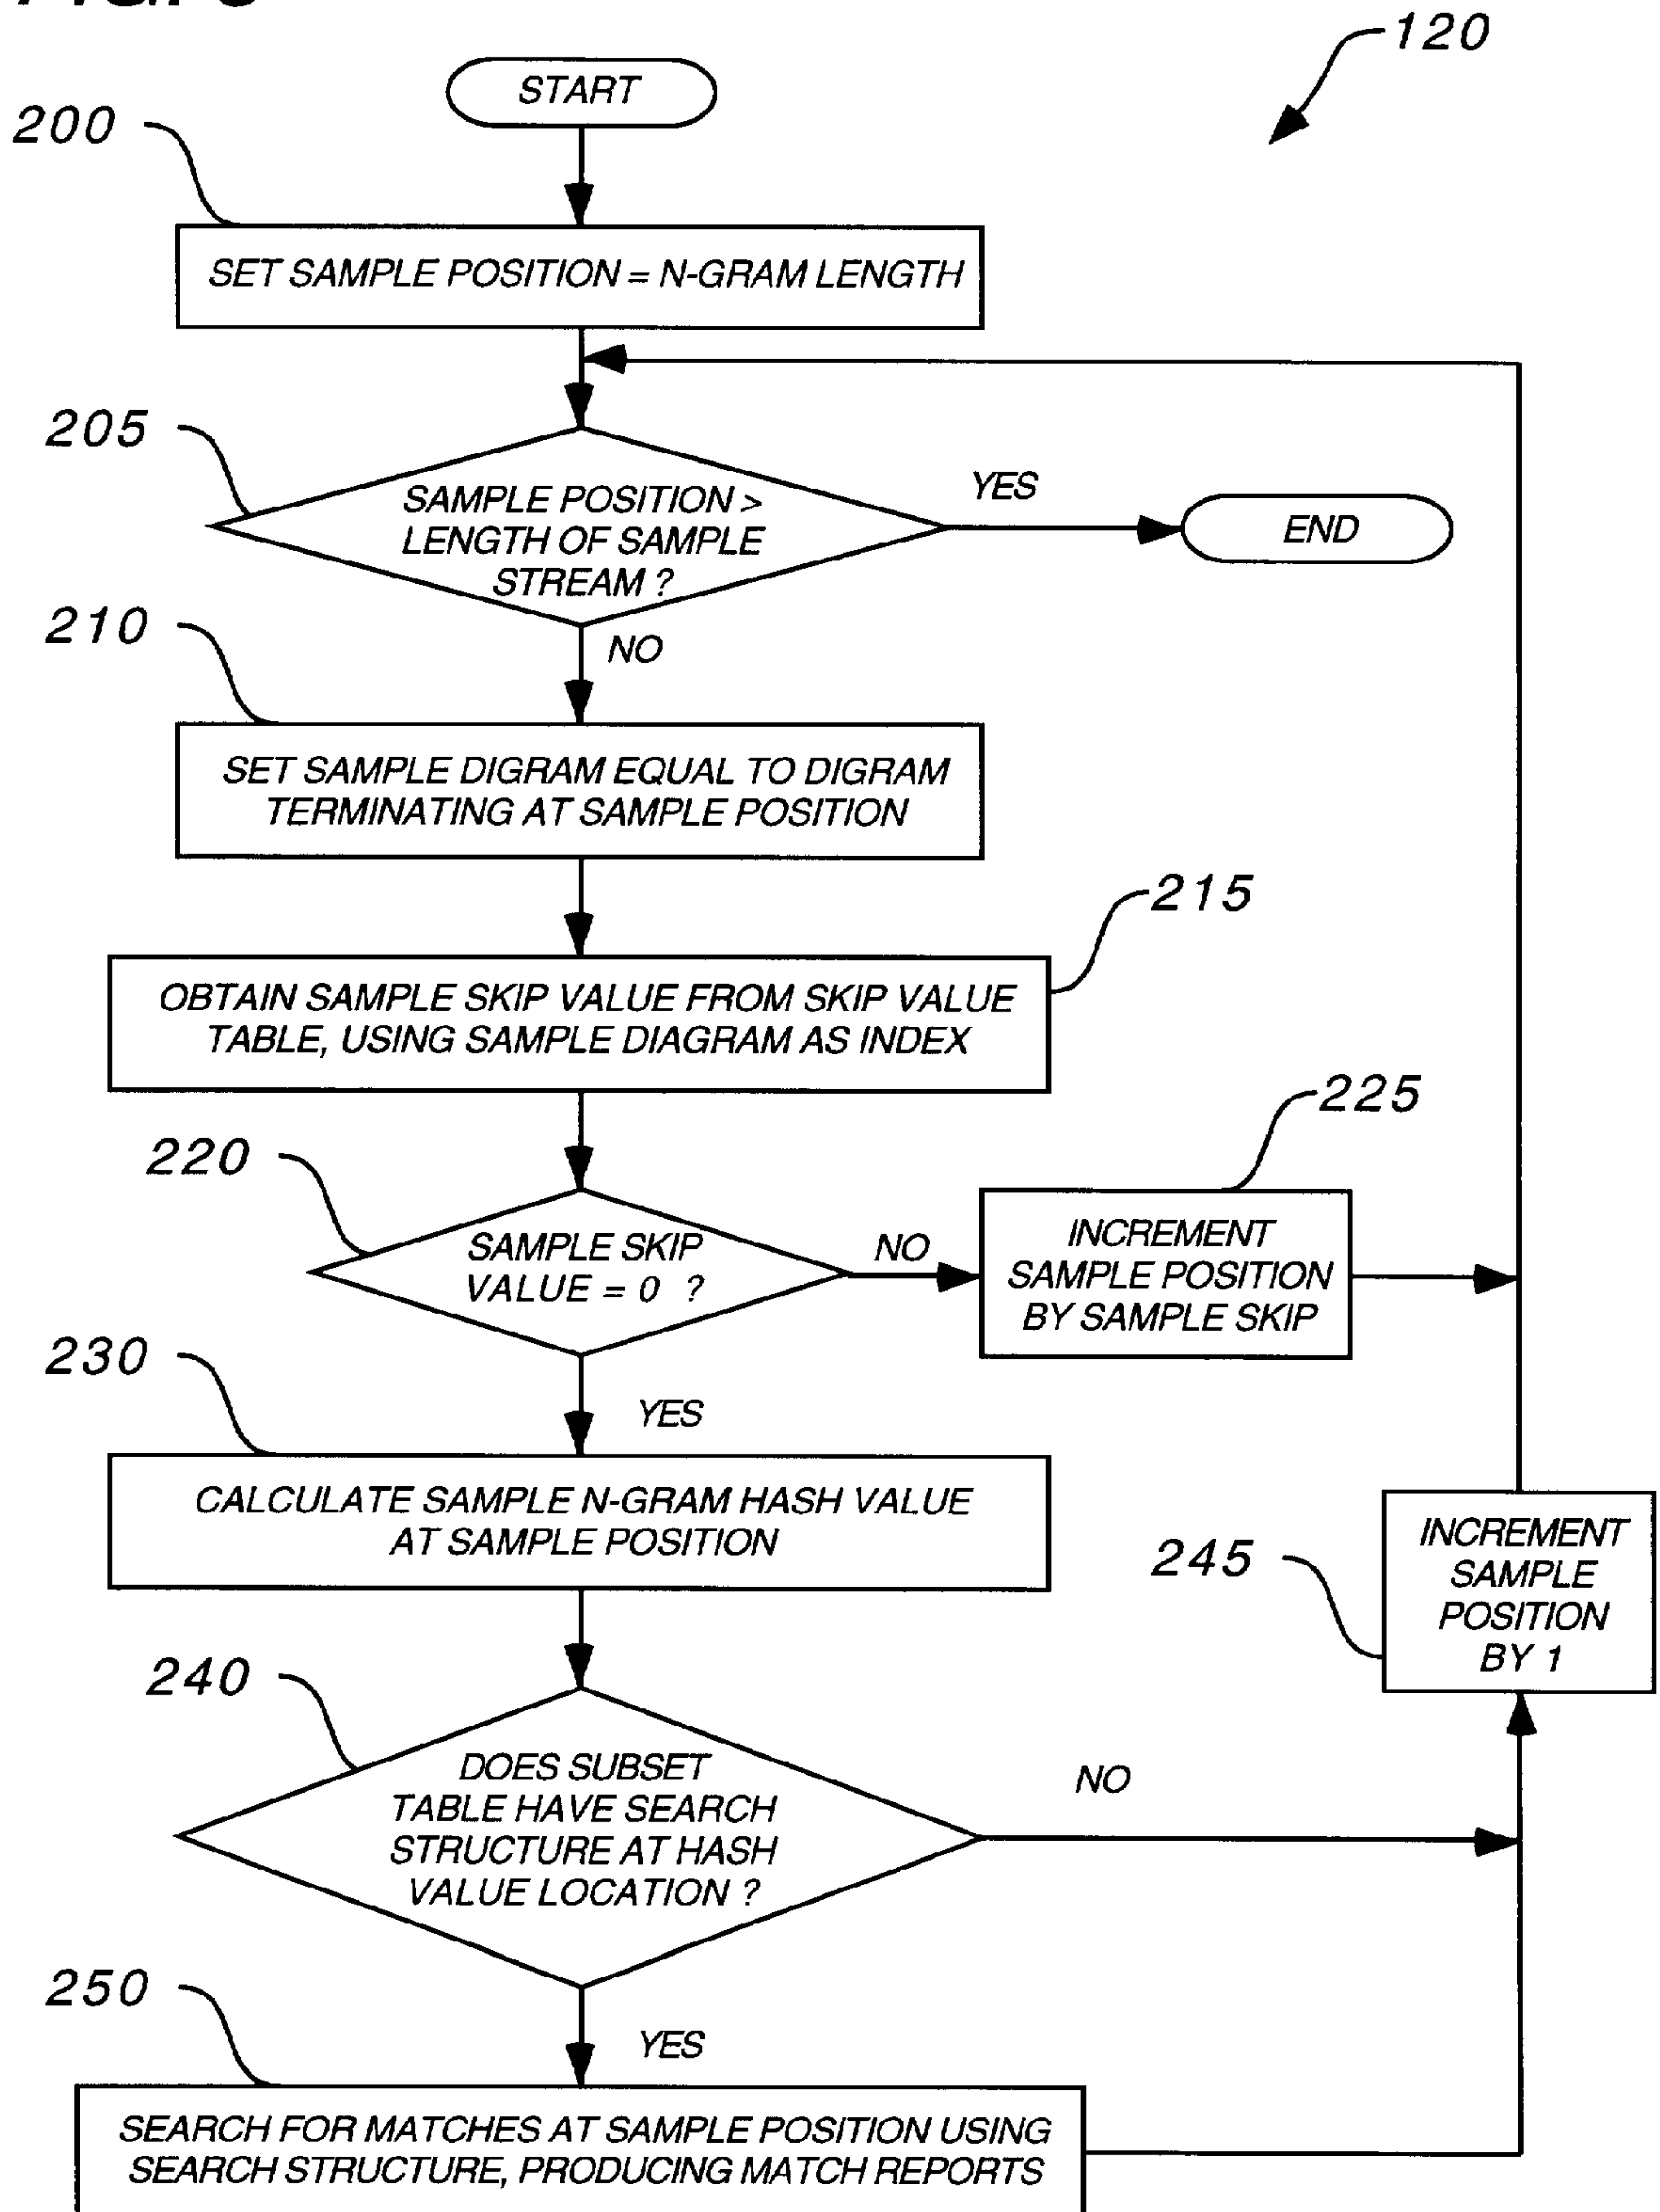 120
START
200
SET SAMPLE POSITION = N-GRAM LENGTH
205
SAMPLE POSITION >
LENGTH OF SAMPLE
STREAM ?
YES
END
210
NO
SET SAMPLE DIGRAM EQUAL TO DIGRAM
TERMINATING AT SAMPLE POSITION
215
OBTAIN SAMPLE SKIP VALUE FROM SKIP VALUE
TABLE, USING SAMPLE DIAGRAM AS INDEX
220
SAMPLE SKIP
VALUE = 0 ?
NO
225
INCREMENT
SAMPLE POSITION
BY SAMPLE SKIP
230
YES
CALCULATE SAMPLE N-GRAM HASH VALUE
AT SAMPLE POSITION
245
INCREMENT
SAMPLE
POSITION
BY 1
240
DOES SUBSET
TABLE HAVE SEARCH
STRUCTURE AT HASH
VALUE LOCATION ?
NO
250
YES
SEARCH FOR MATCHES AT SAMPLE POSITION USING
SEARCH STRUCTURE, PRODUCING MATCH REPORTS